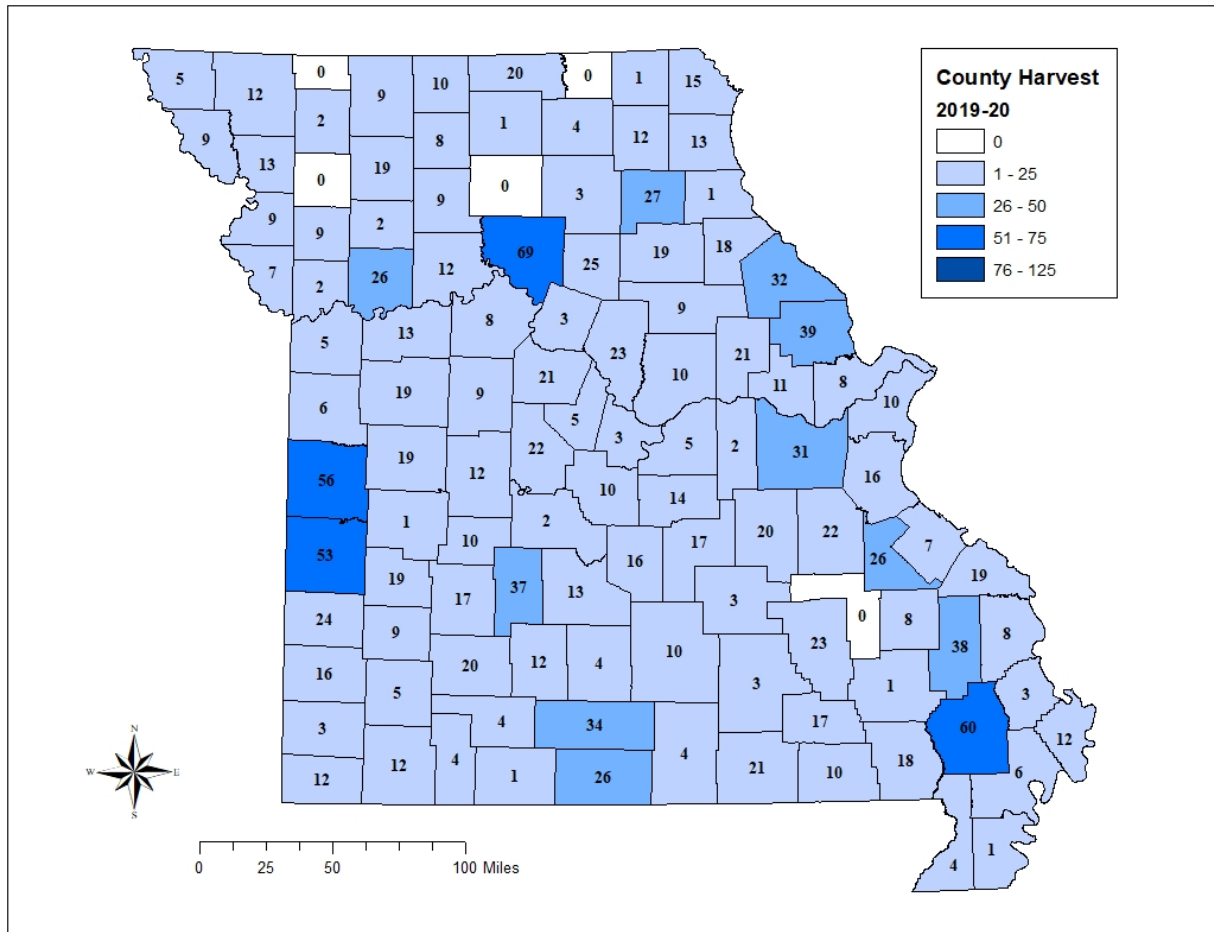 County Harvest
2019-20
0
1 - 25
26 - 50
51 - 75
76 - 125
5 12 0 9 10 20 0 1 15
2 1 4 12 13
9 13 8
0 19 0 3 27 1
9 9 2 9
7 2 26 12 69 25 19 18 32
5 13 8 3 9 39
23 10 21 11 8 10
6 19 9 21
5 3 5 2 31
56 19 12 22 10 14 16
53 1 10 2 17 20 22 26 7
19 17 37 13 16 3 19
24 9 23 0 8 38 8
16 5 20 12 4 10 3 1 3
3 4 34 17 60 12
12 12 4 1 26 4 21 10 18 6
4 1
N
W E
S
0 25 50 100 Miles